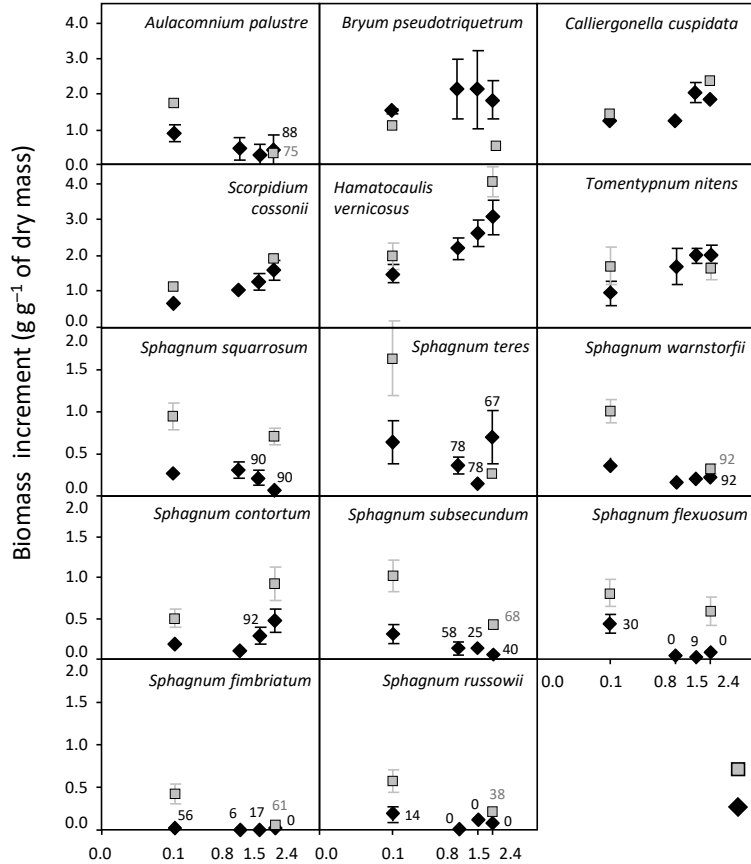 Biomass increment (g g⁻¹ of dry mass)
4.0
3.0
2.0
1.0
0.0
Aulacomnium palustre
88
75
Bryum pseudotriquetrum
Calliergonella cuspidata
4.0
3.0
2.0
1.0
0.0
Scorpidium
cossonii
Hamatocaulis
vernicosus
Tomentypnum nitens
2.0
1.5
1.0
0.5
0.0
Sphagnum squarrosum
90
90
Sphagnum teres
67
78
78
Sphagnum warnstorfii
92
92
2.0
1.5
1.0
0.5
0.0
Sphagnum contortum
92
Sphagnum subsecundum
68
58
25
40
Sphagnum flexuosum
30
0
9
0
0.0 0.1 0.8 1.5 2.4
2.0
1.5
1.0
0.5
0.0
Sphagnum fimbriatum
56
6
17
61
0
Sphagnum russowii
14
0
0
38
0
0.0 0.1 0.8 1.5 2.4
0.0 0.1 0.8 1.5 2.4